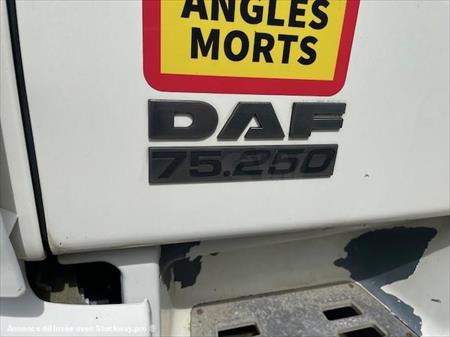 ANGLES
MORTS
DAF
75.250
Annonce diffusée avec Stockway.pro ®